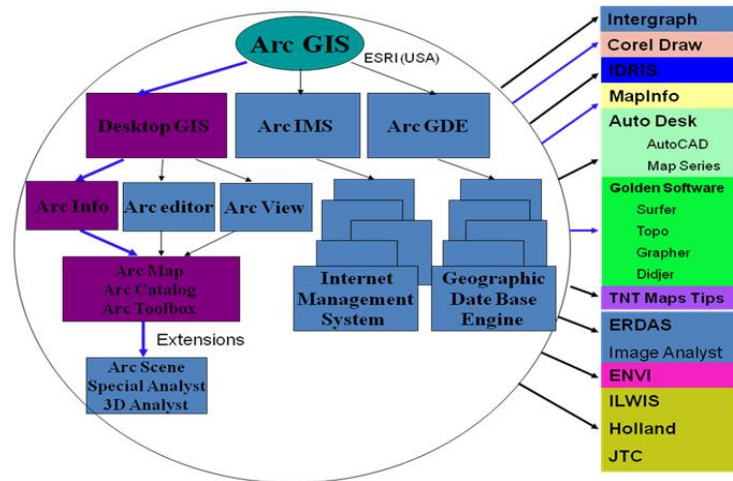 Arc GIS
ESRI (USA)
Desktop GIS
Arc IMS
Arc GDE
Arc Info
Arc editor
Arc View
Arc Map
Arc Catalog
Arc Toolbox
Internet
Management
System
Geographic
Date Base
Engine
Extensions
Arc Scene
Special Analyst
3D Analyst
Intergraph
Corel Draw
IDRIS
MapInfo
Auto Desk
AutoCAD
Map Series
Golden Software
Surfer
Topo
Grapher
Didjer
TNT Maps Tips
ERDAS
Image Analyst
ENVI
ILWIS
Holland
JTC